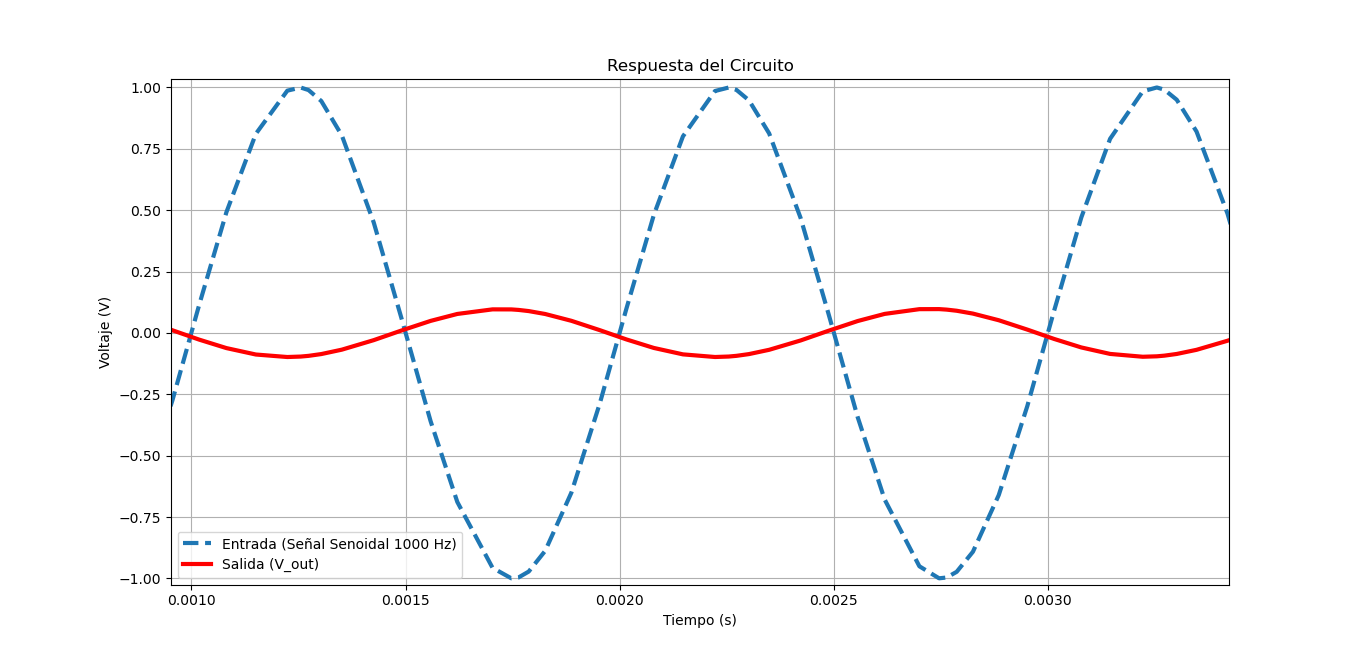 Respuesta del Circuito
1.00
0.75
0.50
0.25
0.00
−0.25
−0.50
−0.75
−1.00
Voltaje (V)
Entrada (Señal Senoidal 1000 Hz)
Salida (V_out)
0.0010 0.0015 0.0020 0.0025 0.0030
Tiempo (s)